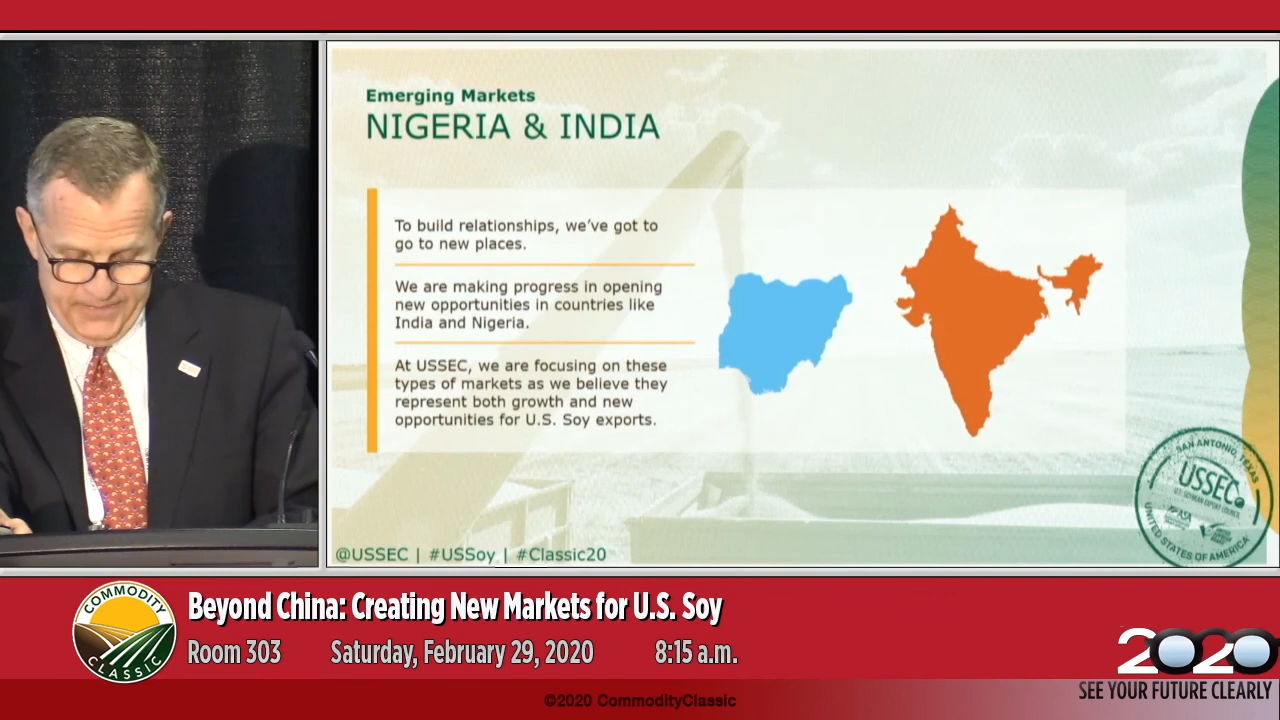 Emerging Markets
NIGERIA & INDIA
To build relationships, we've got to
go to new places.
We are making progress in opening
new opportunities in countries like
India and Nigeria.
At USSEC, we are focusing on these
types of markets as we believe they
represent both growth and new
opportunities for U.S. Soy exports.
@USSEC | #USSoy | #Classic20
SAN ANTONIO, TEXAS
USSEC
U.S. SOYBEAN EXPORT COUNCIL
UNITED STATES OF AMERICA
COMMODITY
CLASSIC
Beyond China: Creating New Markets for U.S. Soy
Room 303 Saturday, February 29, 2020 8:15 a.m.
2020
SEE YOUR FUTURE CLEARLY
©2020 CommodityClassic